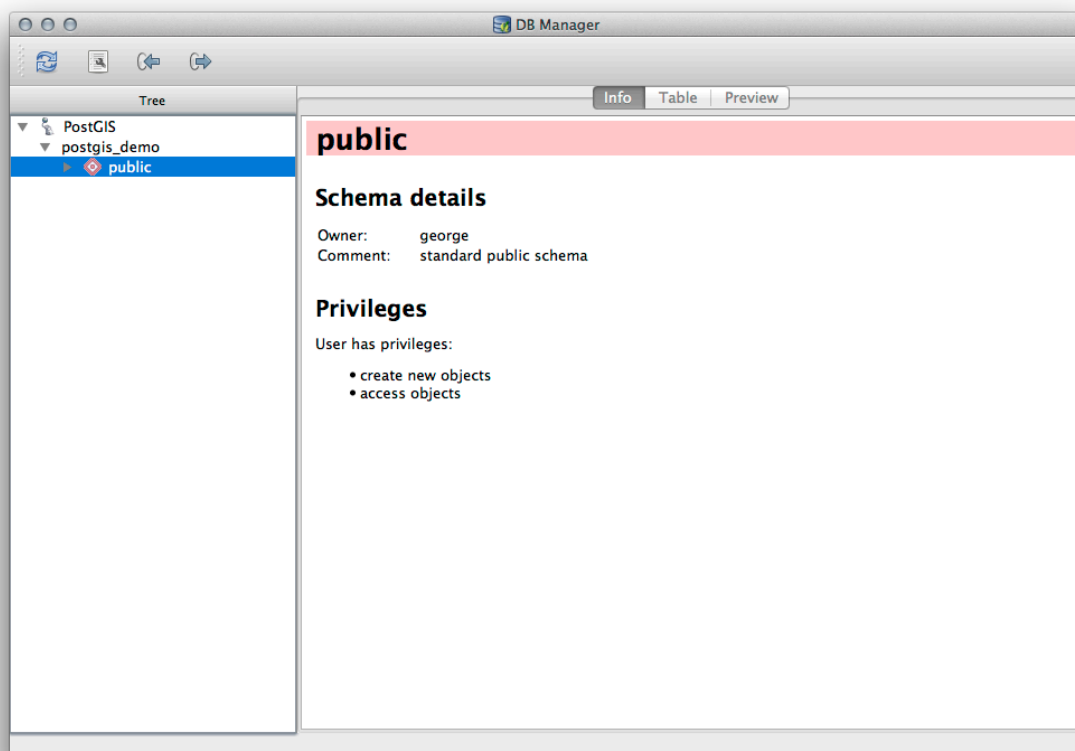 DB Manager
Tree
Info Table Preview
PostGIS
postgis_demo
public
public
Schema details
Owner: george
Comment: standard public schema
Privileges
User has privileges:
• create new objects
• access objects